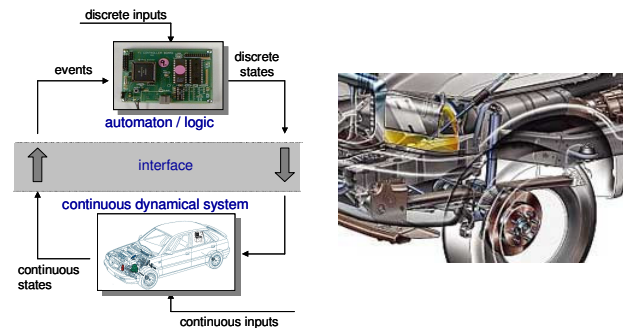 discrete inputs
events
discrete
states
automaton / logic
interface
continuous dynamical system
continuous
states
continuous inputs